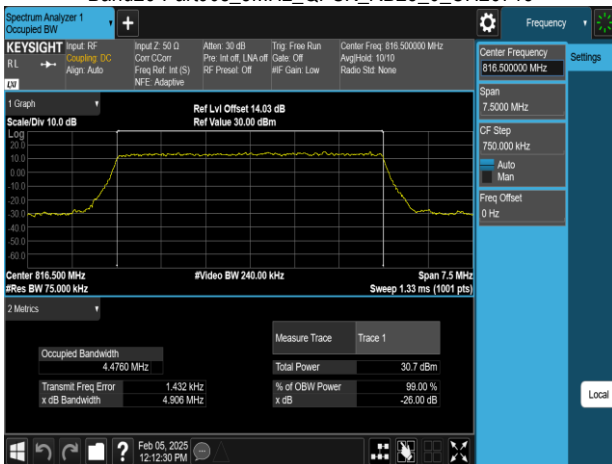 Spectrum Analyzer 1
Occupied BW
Frequency
KEYSIGHT
RL
LXI
Input: RF
Coupling: DC
Align: Auto
Input Z: 50 Ω
Corr CCorr
Freq Ref: Int (S)
NFE: Adaptive
Atten: 30 dB
Pre: Int off, LNA off
RF Preset: Off
Trig: Free Run
Gate: Off
#IF Gain: Low
Center Freq: 816.500000 MHz
Avg|Hold: 10/10
Radio Std: None
Center Frequency
816.500000 MHz
Settings
Span
7.5000 MHz
CF Step
750.000 kHz
Auto
Man
Freq Offset
0 Hz
Local
1 Graph
Scale/Div 10.0 dB
Ref Lvl Offset 14.03 dB
Ref Value 30.00 dBm
Log
20.0
10.0
0.00
-10.0
-20.0
-30.0
-40.0
-50.0
-60.0
Center 816.500 MHz
#Video BW 240.00 kHz
Span 7.5 MHz
#Res BW 75.000 kHz
Sweep 1.33 ms (1001 pts)
2 Metrics
Measure Trace
Trace 1
Occupied Bandwidth
4.4760 MHz
Total Power
30.7 dBm
Transmit Freq Error
1.432 kHz
% of OBW Power
99.00 %
x dB Bandwidth
4.906 MHz
x dB
-26.00 dB
?
Feb 05, 2025
12:12:30 PM